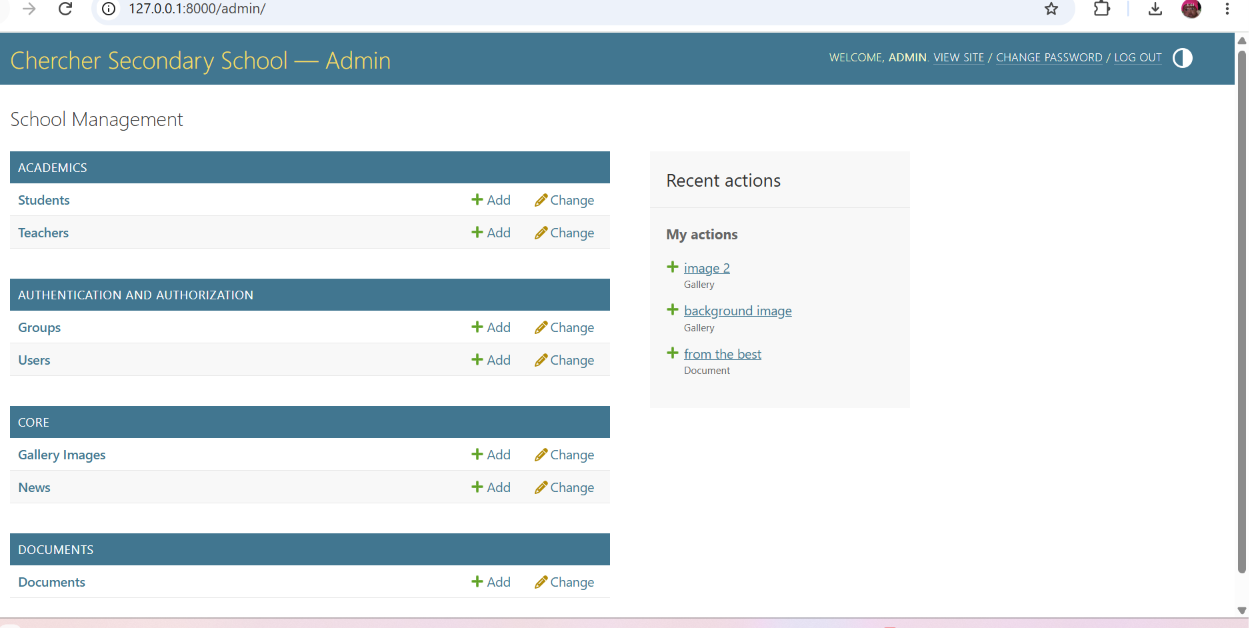 127.0.0.1:8000/admin/
Chercher Secondary School — Admin
WELCOME, ADMIN. VIEW SITE / CHANGE PASSWORD / LOG OUT
School Management
ACADEMICS
Students Add Change
Teachers Add Change
AUTHENTICATION AND AUTHORIZATION
Groups Add Change
Users Add Change
CORE
Gallery Images Add Change
News Add Change
DOCUMENTS
Documents Add Change
Recent actions
My actions
image 2
Gallery
background image
Gallery
from the best
Document